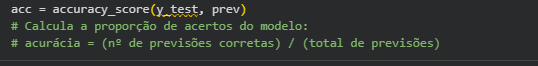 acc = accuracy_score(y_test, prev)
# Calcula a proporção de acertos do modelo:
# acurácia = (nº de previsões corretas) / (total de previsões)